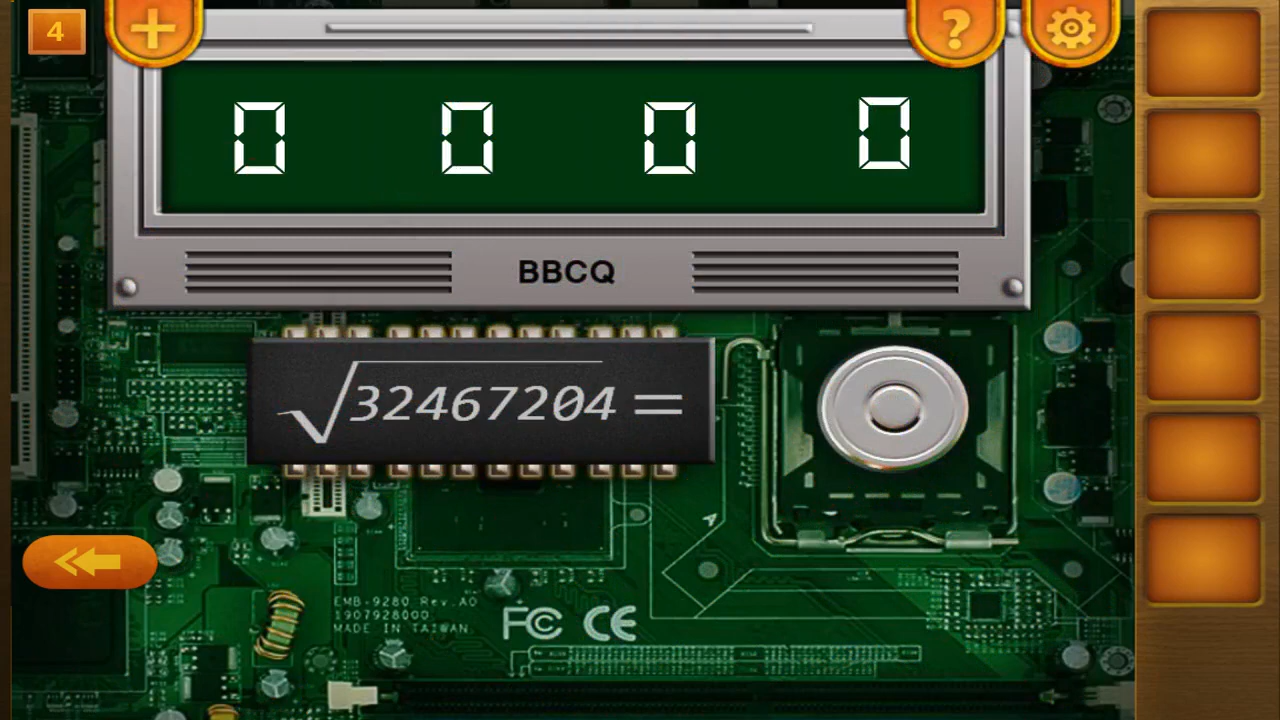 4
0 0 0 0
BBCQ
√32467204 =
EMB-9280 Rev.A0
1907928000
MADE IN TAIWAN
FC CE